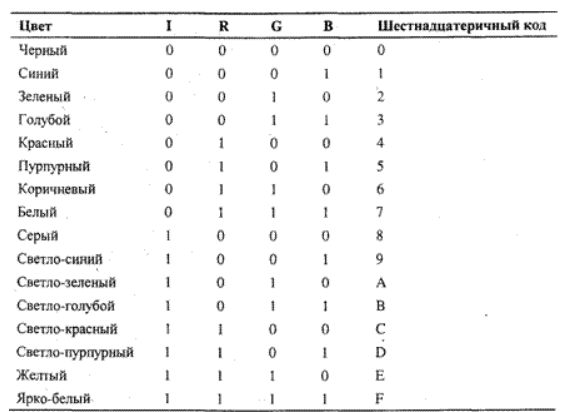 Цвет I R G B Шестнадцатеричный код
Черный 0 0 0 0 0
Синий 0 0 0 1 1
Зеленый 0 0 1 0 2
Голубой 0 0 1 1 3
Красный 0 1 0 0 4
Пурпурный 0 1 0 1 5
Коричневый 0 1 1 0 6
Белый 0 1 1 1 7
Серый 1 0 0 0 8
Светло-синий 1 0 0 1 9
Светло-зеленый 1 0 1 0 A
Светло-голубой 1 0 1 1 B
Светло-красный 1 1 0 0 C
Светло-пурпурный 1 1 0 1 D
Желтый 1 1 1 0 E
Ярко-белый 1 1 1 1 F